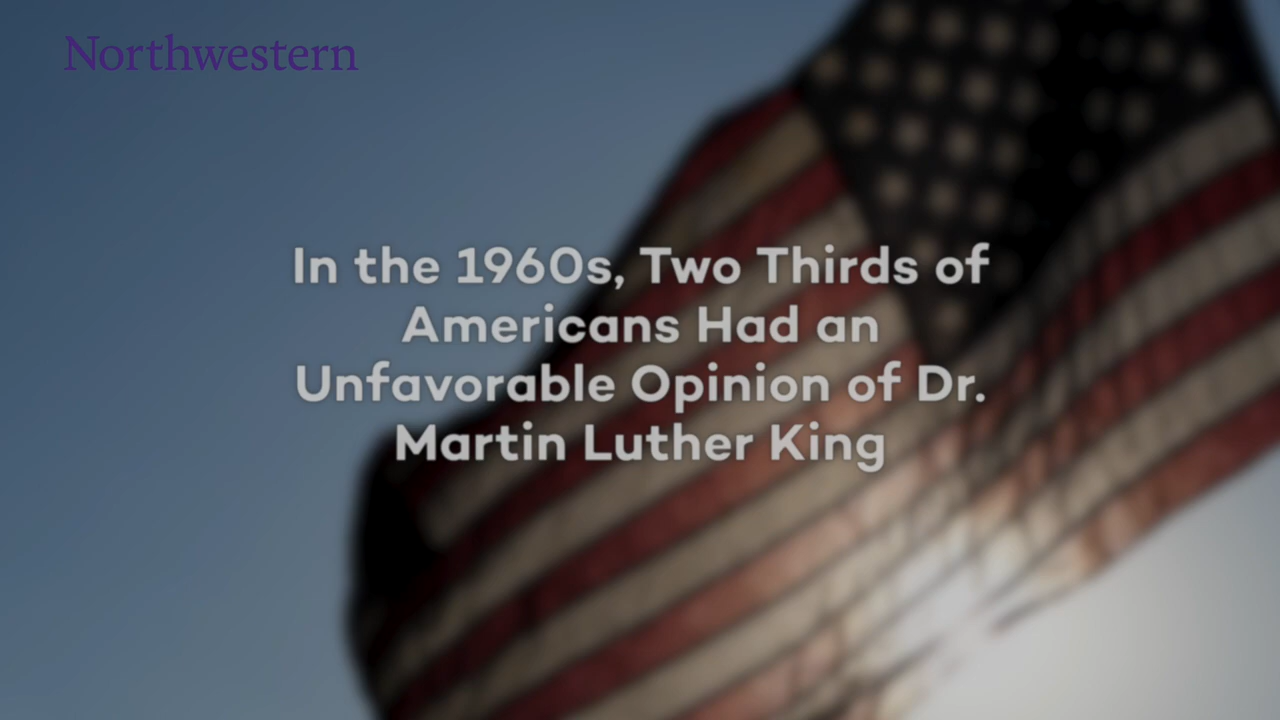 Northwestern
In the 1960s, Two Thirds of
Americans Had an
Unfavorable Opinion of Dr.
Martin Luther King